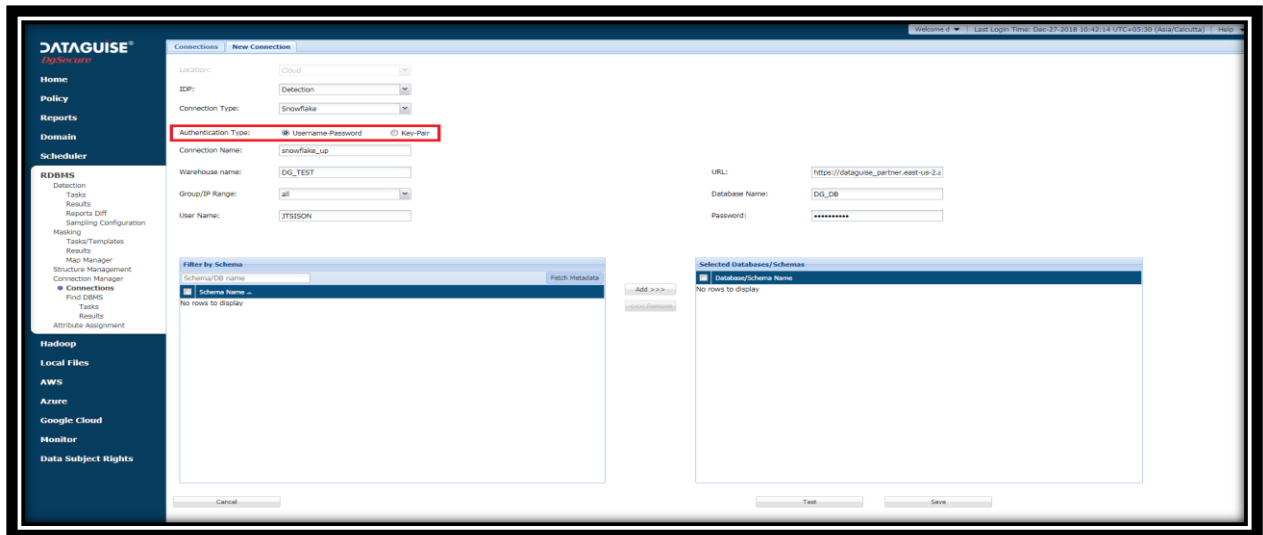 Welcome d | Last Login Time: Dec-27-2018 10:42:14 UTC+05:30 (Asia/Calcutta) | Help
DATAGUISE®
DgSecure
Home
Policy
Reports
Domain
Scheduler
RDBMS
Detection
Tasks
Results
Reports Diff
Sampling Configuration
Masking
Tasks/Templates
Results
Map Manager
Structure Management
Connection Manager
Connections
Find DBMS
Tasks
Results
Attribute Assignment
Hadoop
Local Files
AWS
Azure
Google Cloud
Monitor
Data Subject Rights
Connections New Connection
Location: Cloud
IDP: Detection
Connection Type: Snowflake
Authentication Type: Username-Password Key-Pair
Connection Name: snowflake_up
Warehouse name: DG_TEST URL: https://dataguise_partner.east-us-2.a
Group/IP Range: all Database Name: DG_DB
User Name: JTSISON Password: ••••••••••
Filter by Schema
Schema/DB name Fetch Metadata
Schema Name
No rows to display
Add >>>
<<< Remove
Selected Databases/Schemas
Database/Schema Name
No rows to display
Cancel Test Save